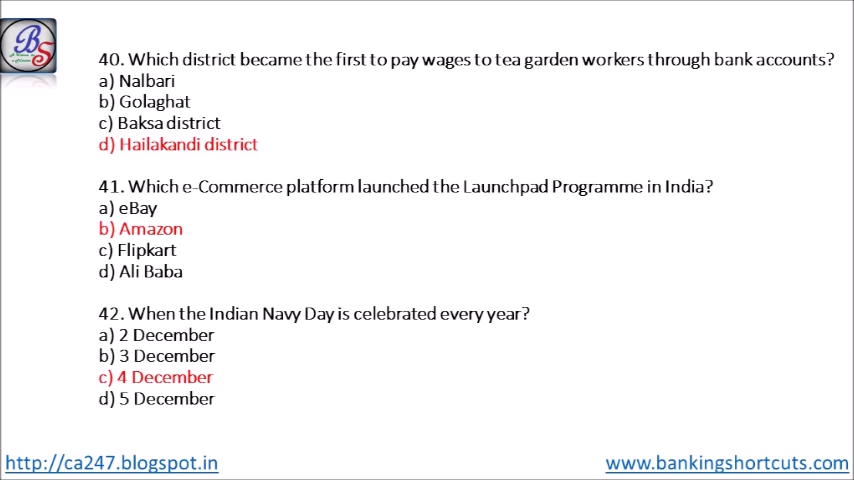 BS
40. Which district became the first to pay wages to tea garden workers through bank accounts?
a) Nalbari
b) Golaghat
c) Baksa district
d) Hailakandi district
41. Which e-Commerce platform launched the Launchpad Programme in India?
a) eBay
b) Amazon
c) Flipkart
d) Ali Baba
42. When the Indian Navy Day is celebrated every year?
a) 2 December
b) 3 December
c) 4 December
d) 5 December
http://ca247.blogspot.in
www.bankingshortcuts.com